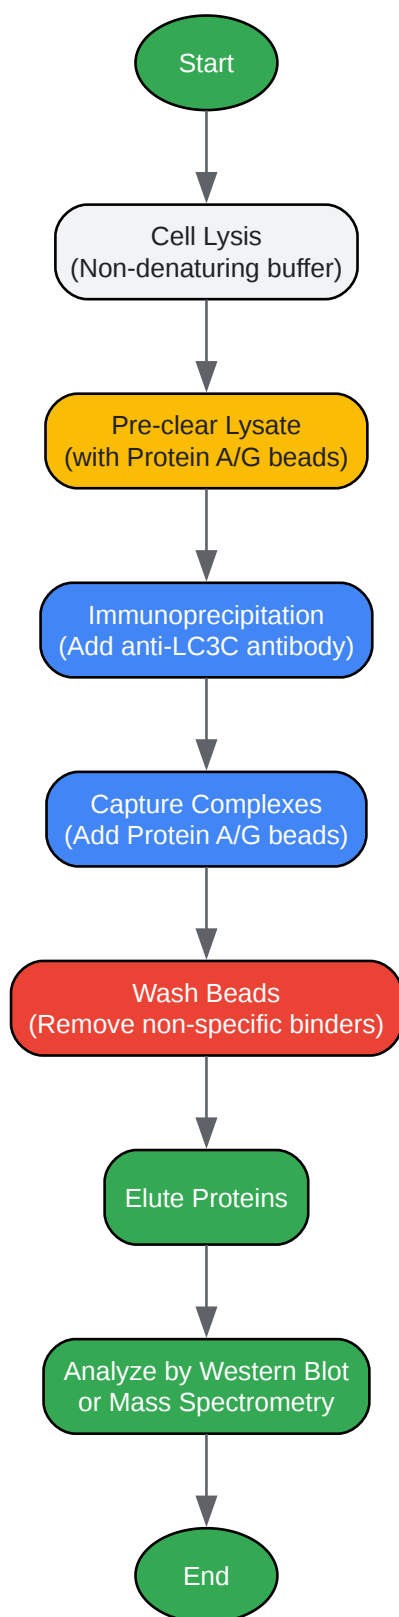 Start
Cell Lysis
(Non-denaturing buffer)
Pre-clear Lysate
(with Protein A/G beads)
Immunoprecipitation
(Add anti-LC3C antibody)
Capture Complexes
(Add Protein A/G beads)
Wash Beads
(Remove non-specific binders)
Elute Proteins
Analyze by Western Blot
or Mass Spectrometry
End